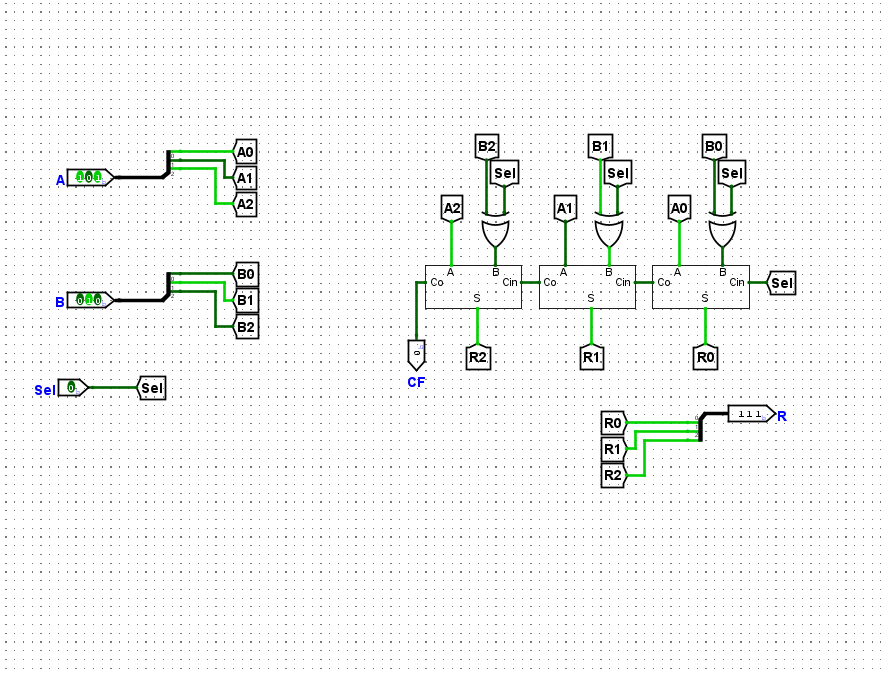 B2 B1 B0
A0
Sel Sel Sel
A 101 A1
A2 A1 A0
A2
B0 A B A B A B
Co Cin Co Cin Co Cin Sel
B 010 B1
S S S
B2
0
R2 R1 R0
CF
Sel 0 Sel
R0 111 R
R1
R2